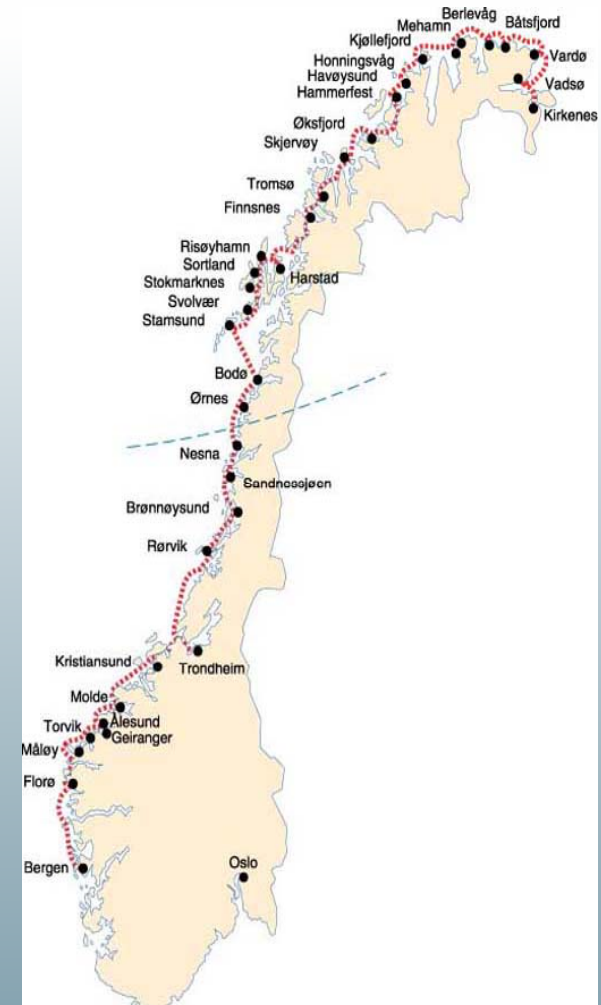 Berlevåg
Båtsfjord
Mehamn
Kjøllefjord
Honningsvåg
Havøysund
Hammerfest
Vardø
Vadsø
Kirkenes
Øksfjord
Skjervøy
Tromsø
Finnsnes
Risøyhamn
Sortland
Harstad
Stokmarknes
Svolvær
Stamsund
Bodø
Ørnes
Nesna
Sandnessjøen
Brønnøysund
Rørvik
Kristiansund
Trondheim
Molde
Ålesund
Torvik
Geiranger
Måløy
Florø
Bergen
Oslo